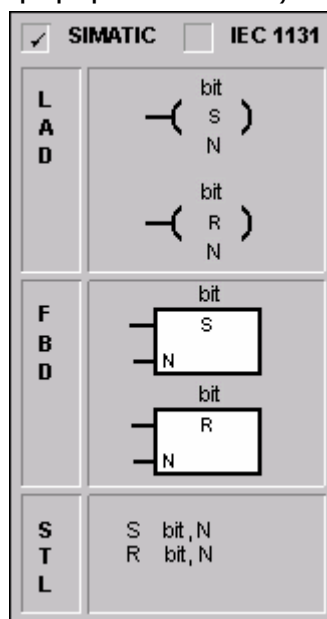 SIMATIC IEC 1131
L
A
D
bit
S
N
bit
R
N
F
B
D
bit
S
N
bit
R
N
S
T
L
S bit, N
R bit, N